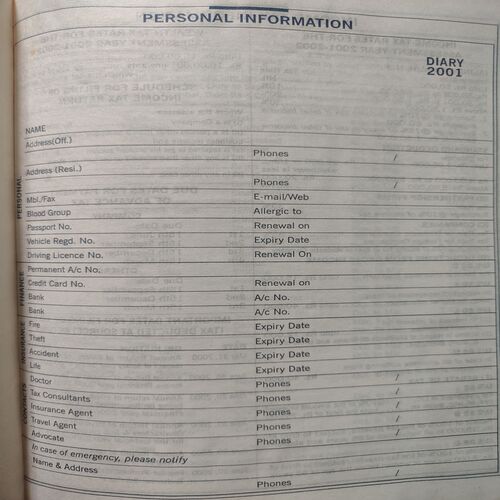 PERSONAL INFORMATION
DIARY
2001
NAME
Address(Off.)
Phones /
Address (Resi.)
Phones /
PERSONAL
Mbl./Fax E-mail/Web
Blood Group Allergic to
Passport No. Renewal on
Vehicle Regd. No. Expiry Date
Driving Licence No. Renewal On
FINANCE
Permanent A/c No.
Credit Card No. Renewal on
Bank A/c No.
Bank A/c No.
INSURANCE
Fire Expiry Date
Theft Expiry Date
Accident Expiry Date
Life Expiry Date
CONTACTS
Doctor Phones /
Tax Consultants Phones /
Insurance Agent Phones /
Travel Agent Phones /
Advocate Phones /
In case of emergency, please notify
Name & Address
Phones /